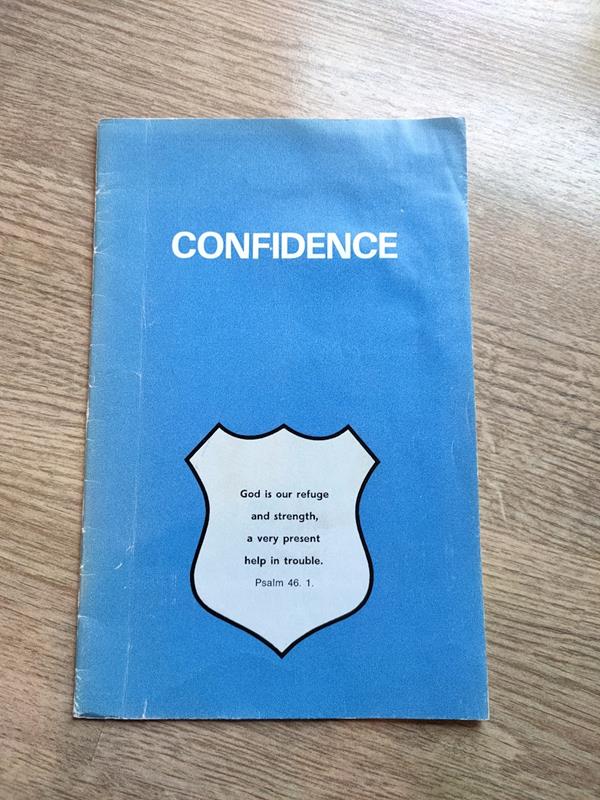 CONFIDENCE
God is our refuge
and strength,
a very present
help in trouble.
Psalm 46. 1.